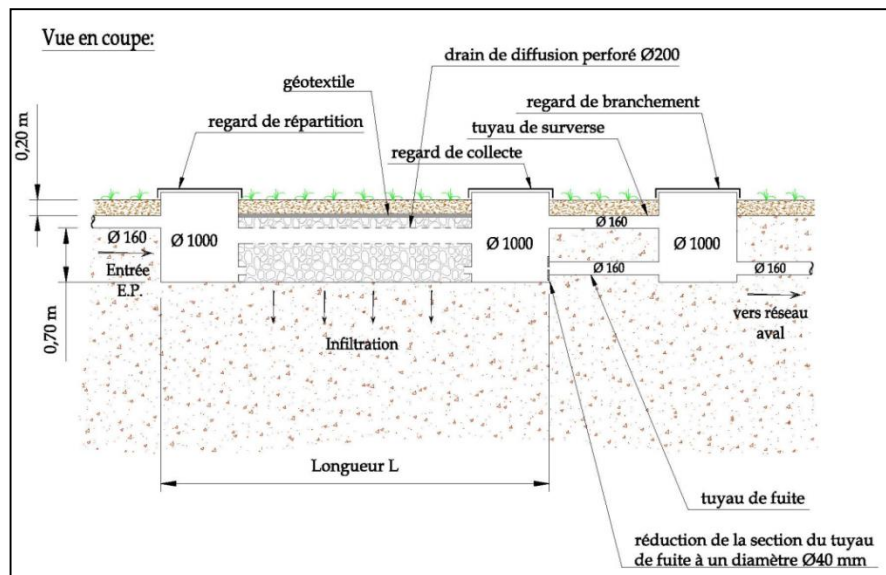 Vue en coupe:
drain de diffusion perforé Ø200
géotextile
regard de branchement
regard de répartition
tuyau de surverse
regard de collecte
0,20 m
Ø 160
Ø 160
Ø 1000
Ø 1000
Ø 1000
Entrée
E.P.
Ø 160
Ø 160
0,70 m
vers réseau
aval
Infiltration
Longueur L
tuyau de fuite
réduction de la section du tuyau
de fuite à un diamètre Ø40 mm